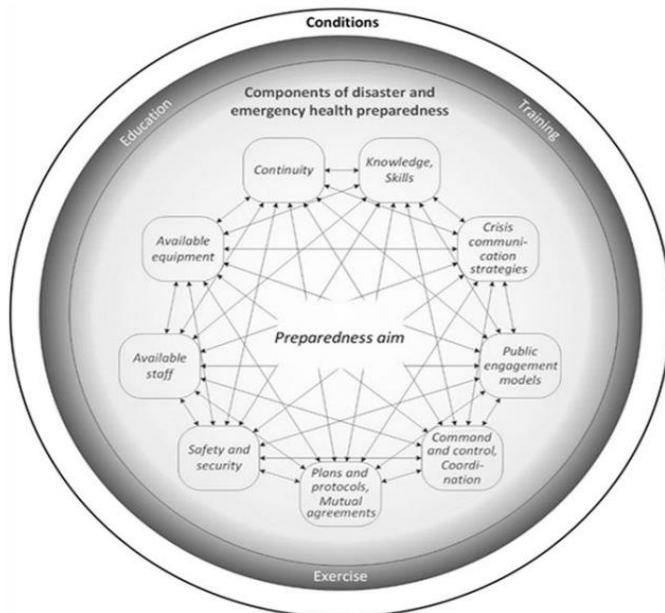 Conditions
Education
Training
Components of disaster and
emergency health preparedness
Continuity
Knowledge,
Skills
Available
equipment
Crisis
communi-
cation
strategies
Preparedness aim
Available
staff
Public
engagement
models
Safety and
security
Plans and
protocols,
Mutual
agreements
Command
and control,
Coordi-
nation
Exercise